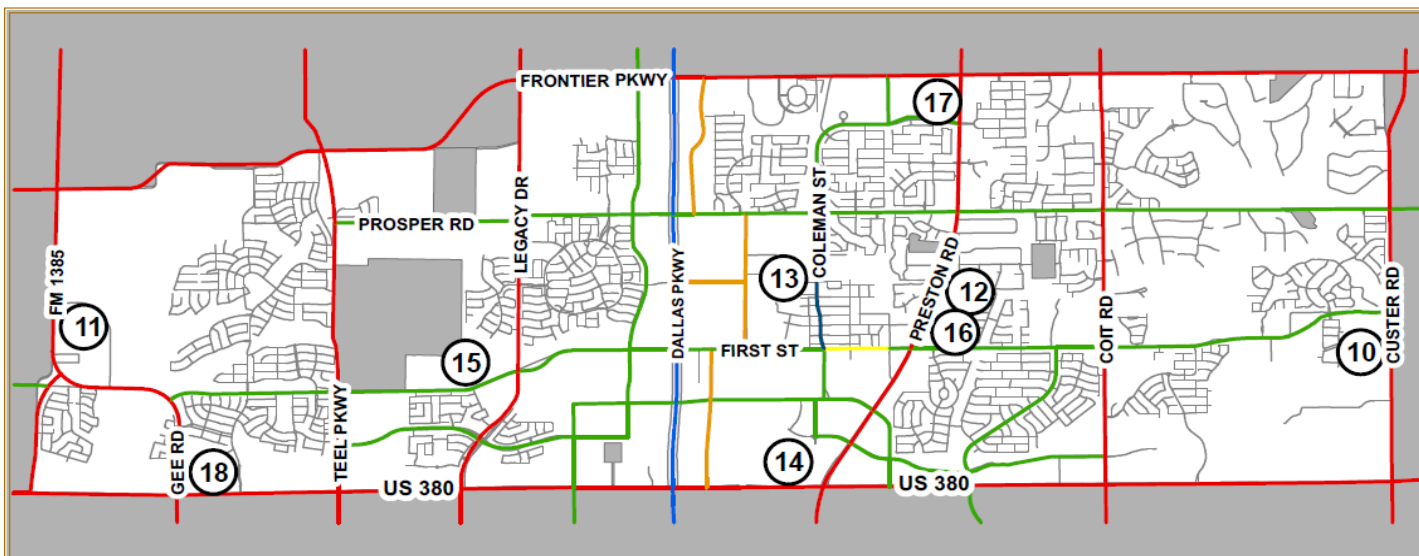 FRONTIER PKWY
17
LEGACY DR
COLEMAN ST
PROSPER RD
PRESTON RD
FM 1385
DALLAS PKWY
13
12
11
16
COIT RD
CUSTER RD
FIRST ST
10
15
TEEL PKWY
GEE RD
18
14
US 380
US 380